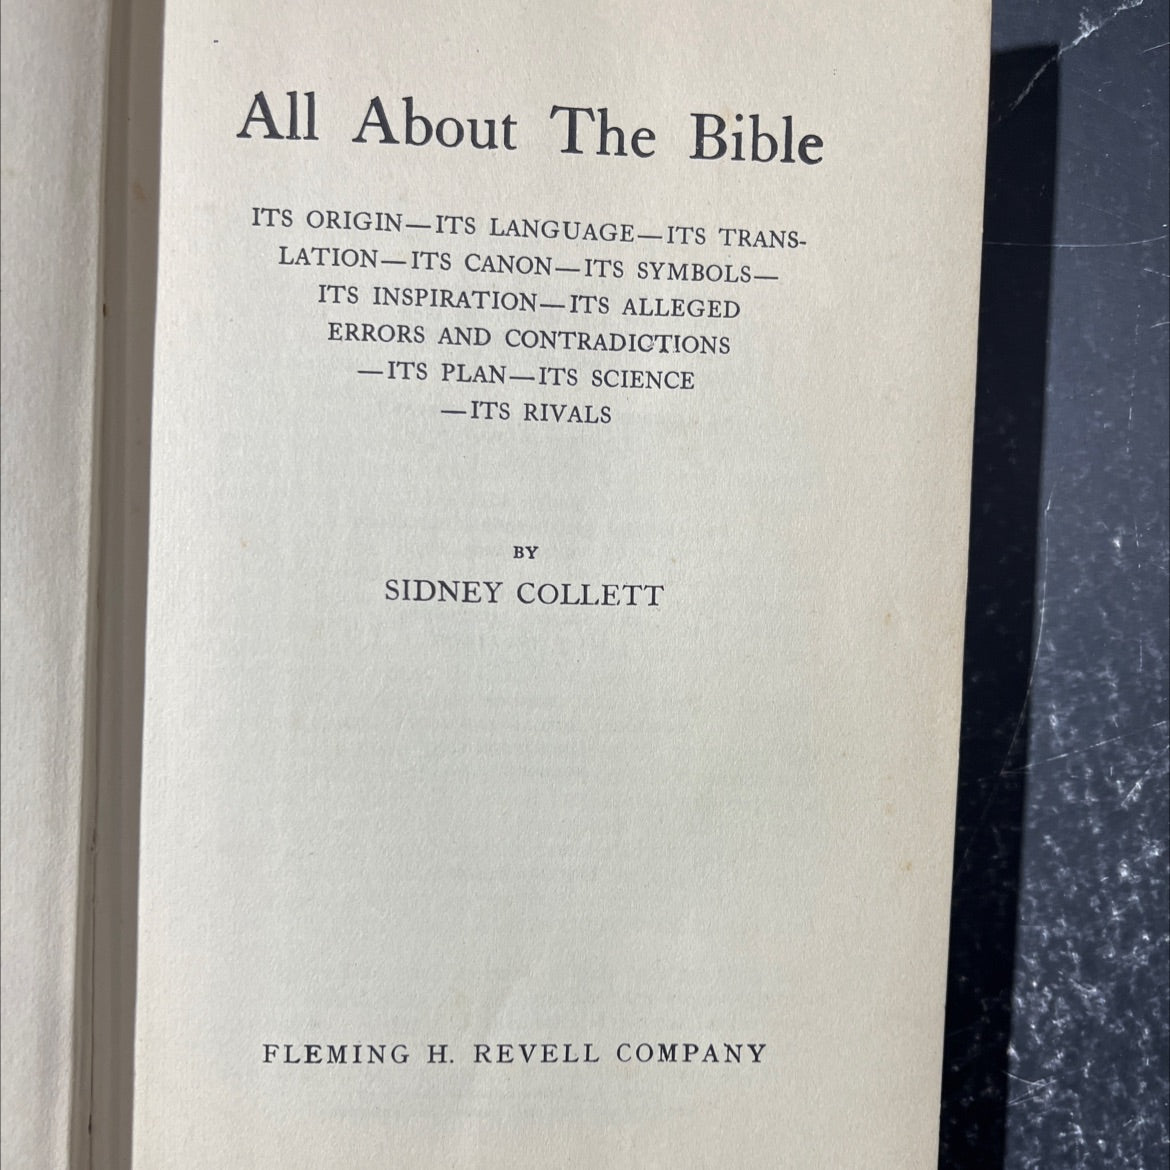 All About The Bible
ITS ORIGIN—ITS LANGUAGE—ITS TRANS-
LATION—ITS CANON—ITS SYMBOLS—
ITS INSPIRATION—ITS ALLEGED
ERRORS AND CONTRADICTIONS
—ITS PLAN—ITS SCIENCE
—ITS RIVALS
BY
SIDNEY COLLETT
FLEMING H. REVELL COMPANY